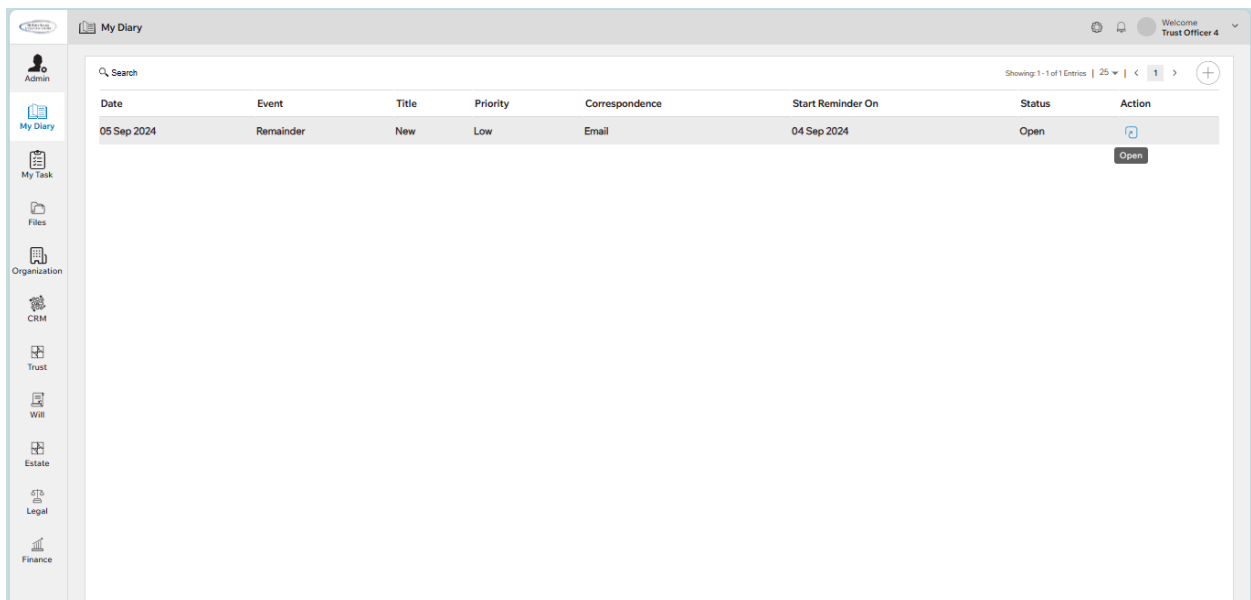 My Diary
Welcome
Trust Officer 4
Admin
My Diary
My Task
Files
Organization
CRM
Trust
Will
Estate
Legal
Finance
Search
Showing: 1 - 1 of 1 Entries | 25 | < 1 >
Date Event Title Priority Correspondence Start Reminder On Status Action
05 Sep 2024 Remainder New Low Email 04 Sep 2024 Open
Open